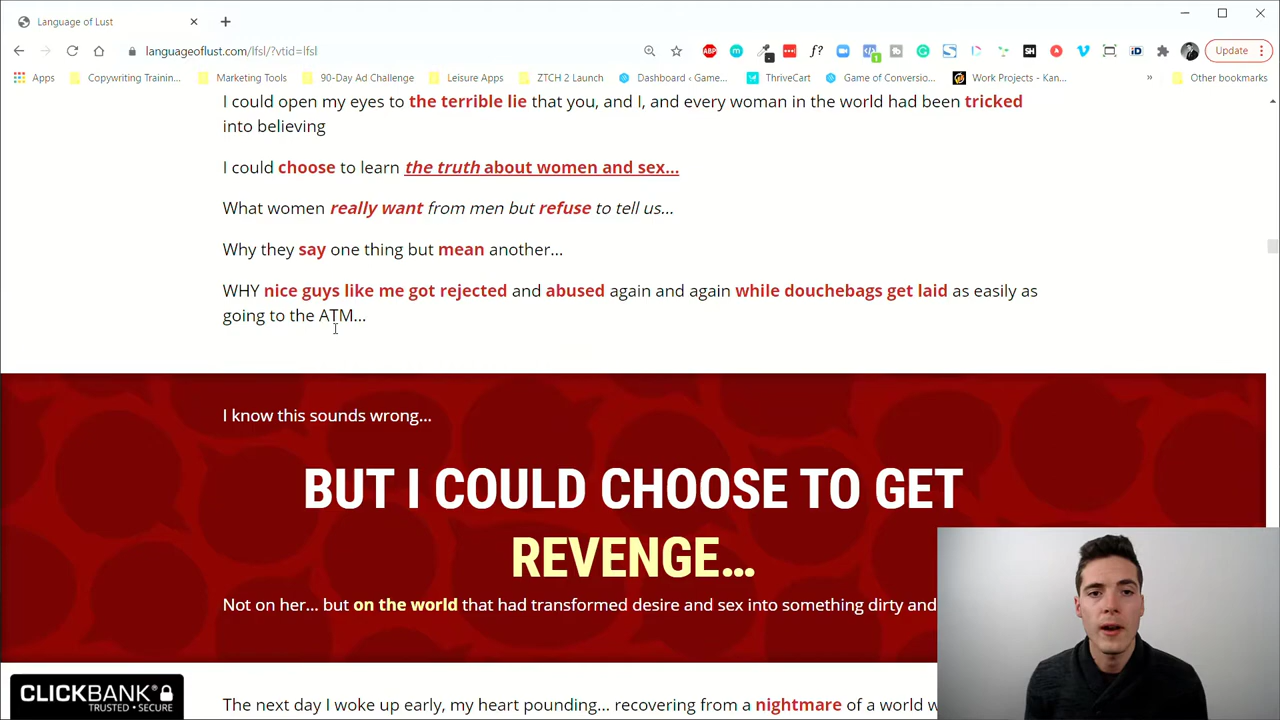 Language of Lust
languageoflust.com/lfsl/?vtid=lfsl
ABP
f?
SH
iD
Update
Apps
Copywriting Trainin...
Marketing Tools
90-Day Ad Challenge
Leisure Apps
ZTCH 2 Launch
Dashboard ‹ Game...
ThriveCart
Game of Conversio...
Work Projects - Kan...
»
Other bookmarks
I could open my eyes to the terrible lie that you, and I, and every woman in the world had been tricked
into believing
I could choose to learn the truth about women and sex...
What women really want from men but refuse to tell us...
Why they say one thing but mean another...
WHY nice guys like me got rejected and abused again and again while douchebags get laid as easily as
going to the ATM...
I know this sounds wrong...
BUT I COULD CHOOSE TO GET
REVENGE...
Not on her... but on the world that had transformed desire and sex into something dirty and
CLICKBANK®
TRUSTED • SECURE
The next day I woke up early, my heart pounding... recovering from a nightmare of a world w